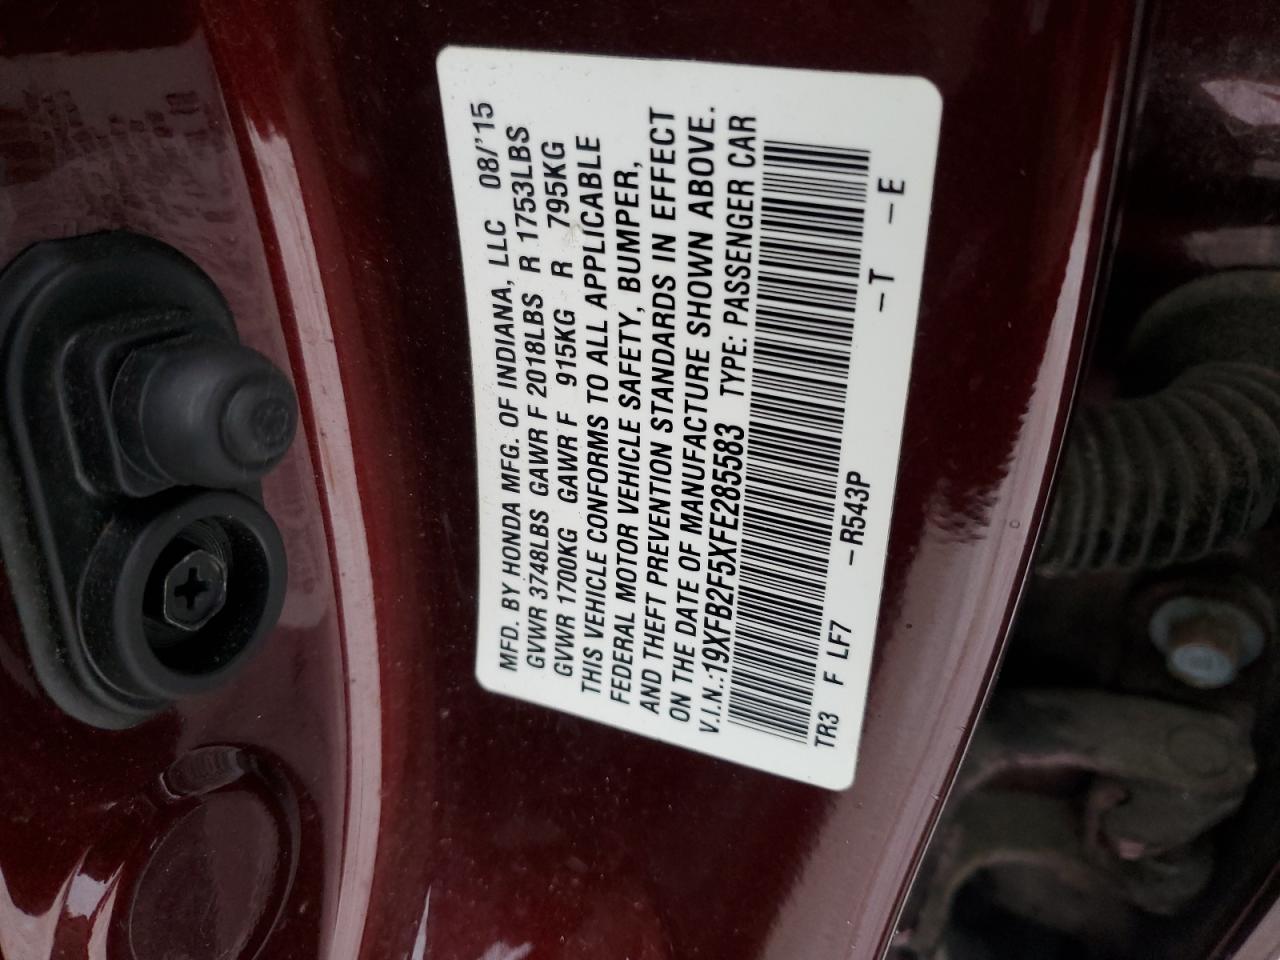 MFD. BY HONDA MFG. OF INDIANA, LLC 08/'15
GVWR 3748LBS GAWR F 2018LBS R 1753LBS
GVWR 1700KG GAWR F 915KG R 795KG
THIS VEHICLE CONFORMS TO ALL APPLICABLE
FEDERAL MOTOR VEHICLE SAFETY, BUMPER,
AND THEFT PREVENTION STANDARDS IN EFFECT
ON THE DATE OF MANUFACTURE SHOWN ABOVE.
V.I.N.:19XFB2F5XFE285583 TYPE: PASSENGER CAR
TR3 F LF7 –R543P –T –E